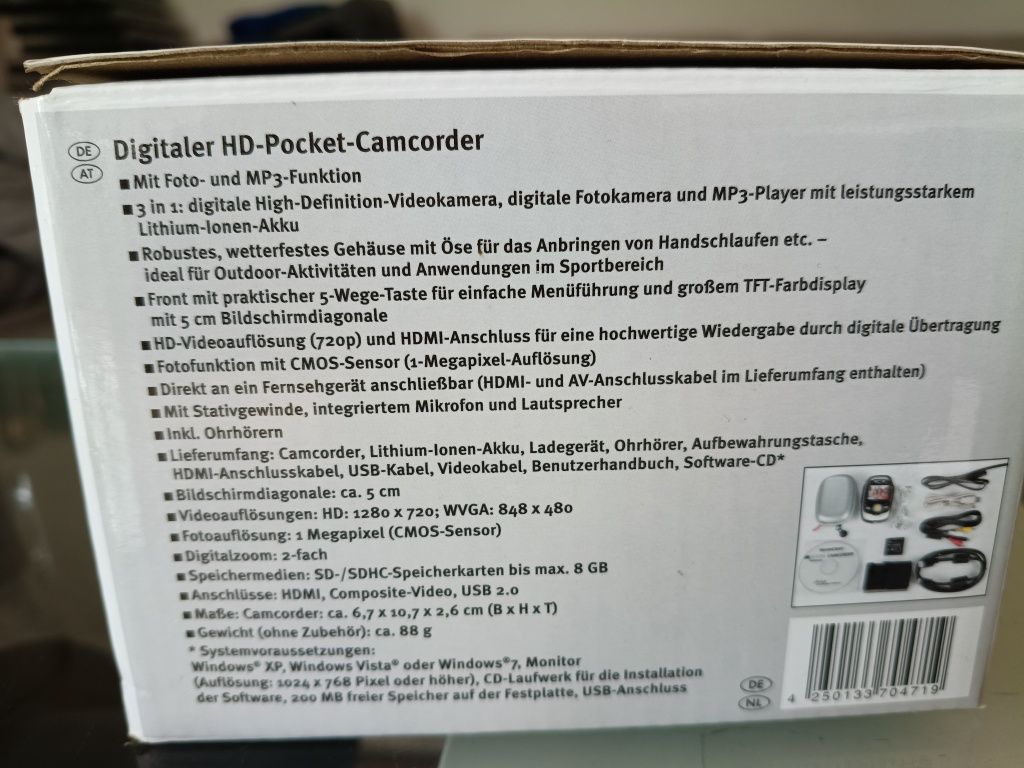 DE
AT
Digitaler HD-Pocket-Camcorder
■ Mit Foto- und MP3-Funktion
■ 3 in 1: digitale High-Definition-Videokamera, digitale Fotokamera und MP3-Player mit leistungsstarkem
Lithium-Ionen-Akku
■ Robustes, wetterfestes Gehäuse mit Öse für das Anbringen von Handschlaufen etc. –
ideal für Outdoor-Aktivitäten und Anwendungen im Sportbereich
■ Front mit praktischer 5-Wege-Taste für einfache Menüführung und großem TFT-Farbdisplay
mit 5 cm Bildschirmdiagonale
■ HD-Videoauflösung (720p) und HDMI-Anschluss für eine hochwertige Wiedergabe durch digitale Übertragung
■ Fotofunktion mit CMOS-Sensor (1-Megapixel-Auflösung)
■ Direkt an ein Fernsehgerät anschließbar (HDMI- und AV-Anschlusskabel im Lieferumfang enthalten)
■ Mit Stativgewinde, integriertem Mikrofon und Lautsprecher
■ Inkl. Ohrhörern
■ Lieferumfang: Camcorder, Lithium-Ionen-Akku, Ladegerät, Ohrhörer, Aufbewahrungstasche,
HDMI-Anschlusskabel, USB-Kabel, Videokabel, Benutzerhandbuch, Software-CD*
■ Bildschirmdiagonale: ca. 5 cm
■ Videoauflösungen: HD: 1280 x 720; WVGA: 848 x 480
■ Fotoauflösung: 1 Megapixel (CMOS-Sensor)
■ Digitalzoom: 2-fach
■ Speichermedien: SD-/SDHC-Speicherkarten bis max. 8 GB
■ Anschlüsse: HDMI, Composite-Video, USB 2.0
■ Maße: Camcorder: ca. 6,7 x 10,7 x 2,6 cm (B x H x T)
■ Gewicht (ohne Zubehör): ca. 88 g
* Systemvoraussetzungen:
Windows® XP, Windows Vista® oder Windows®7, Monitor
(Auflösung: 1024 x 768 Pixel oder höher), CD-Laufwerk für die Installation
der Software, 200 MB freier Speicher auf der Festplatte, USB-Anschluss
DE
NL
4 250133 704719